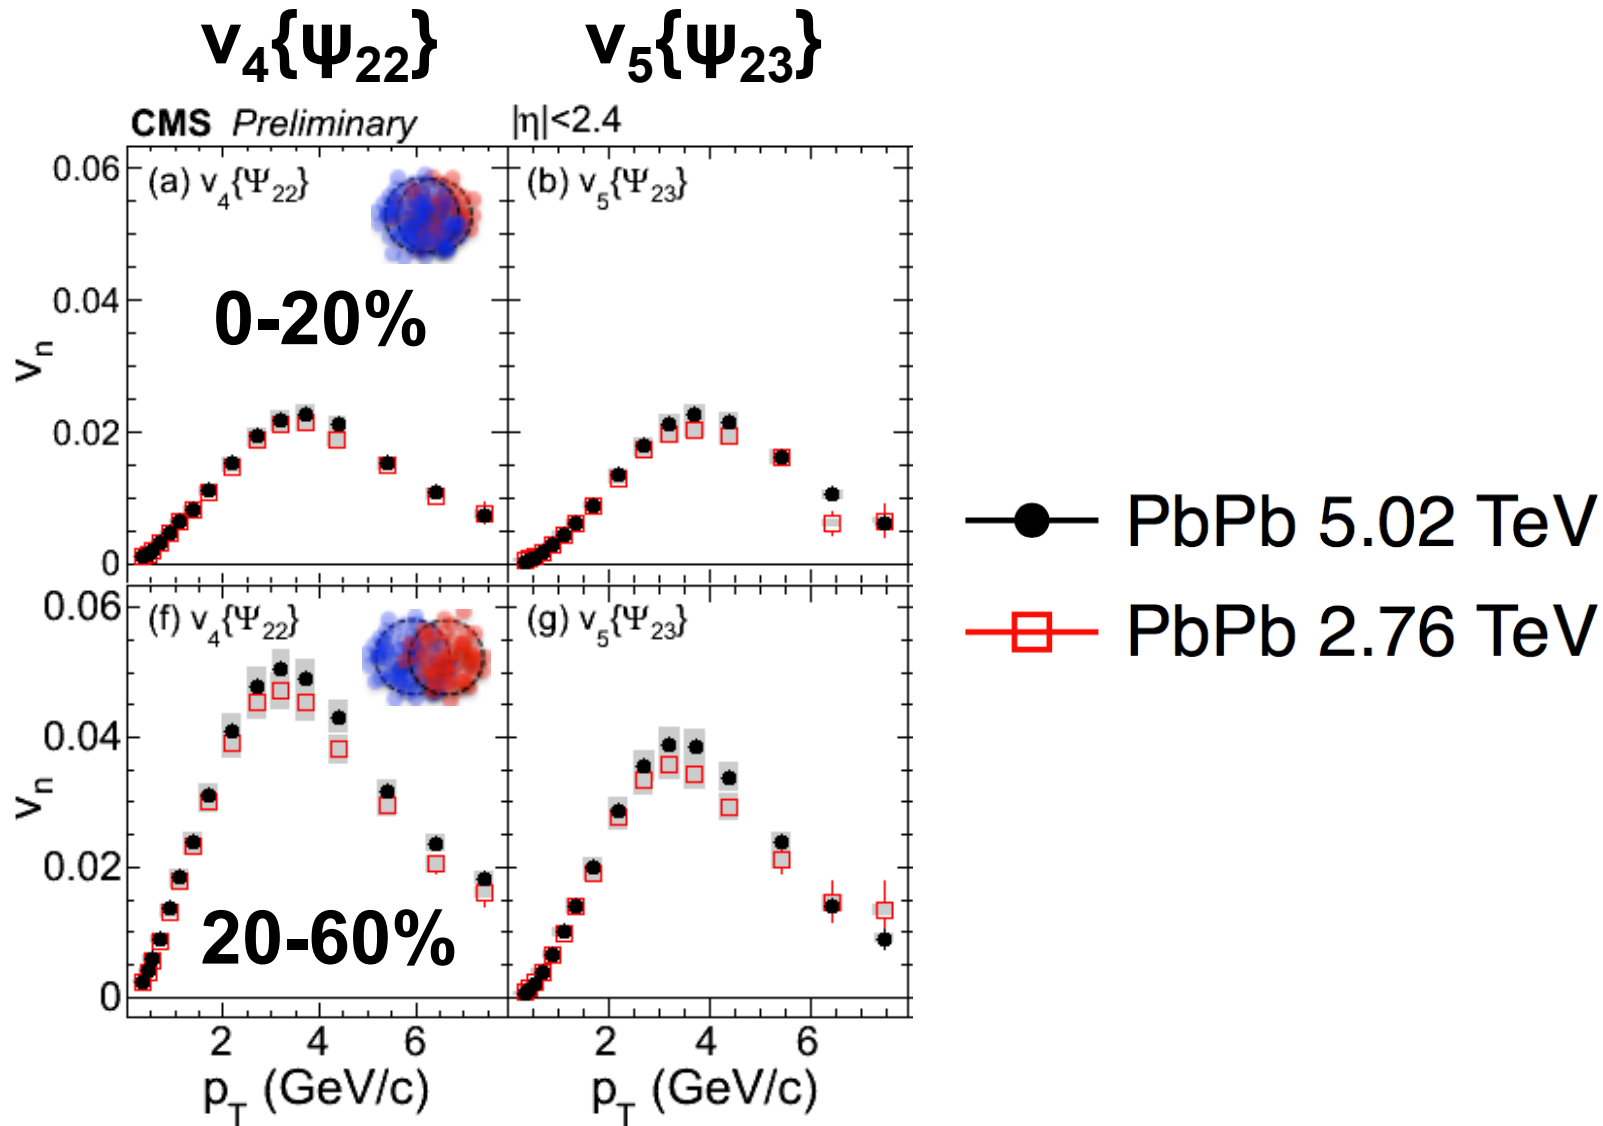 v₄{ψ₂₂} v₅{ψ₂₃}
CMS Preliminary |η|<2.4
(a) v₄{Ψ₂₂} (b) v₅{Ψ₂₃}
0.06
0.04
0.02
0
vₙ
0-20%
(f) v₄{Ψ₂₂} (g) v₅{Ψ₂₃}
0.06
0.04
0.02
0
vₙ
20-60%
2 4 6 2 4 6
p_T (GeV/c) p_T (GeV/c)
PbPb 5.02 TeV
PbPb 2.76 TeV